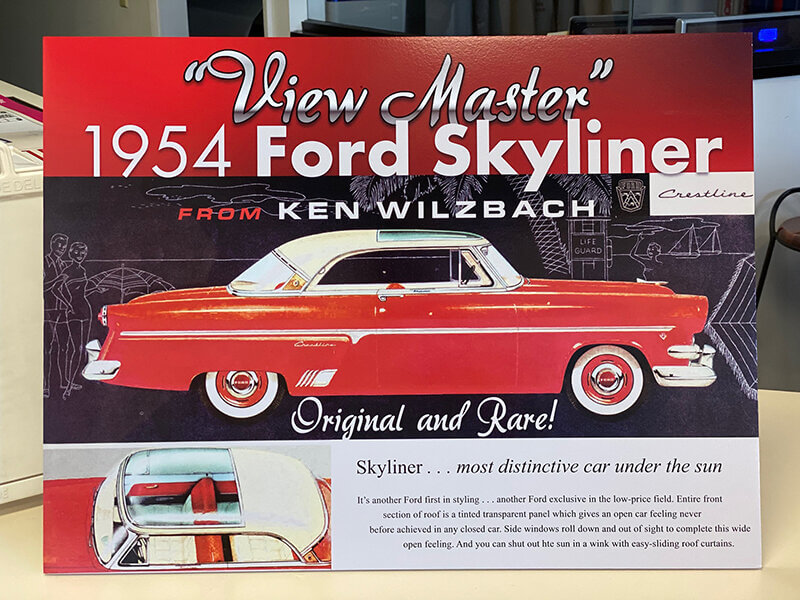 “View Master”
1954 Ford Skyliner
Crestline
FROM KEN WILZBACH
LIFE
GUARD
Crestline
Original and Rare!
Skyliner . . . most distinctive car under the sun
It’s another Ford first in styling . . . another Ford exclusive in the low-price field. Entire front
section of roof is a tinted transparent panel which gives an open car feeling never
before achieved in any closed car. Side windows roll down and out of sight to complete this wide
open feeling. And you can shut out hte sun in a wink with easy-sliding roof curtains.